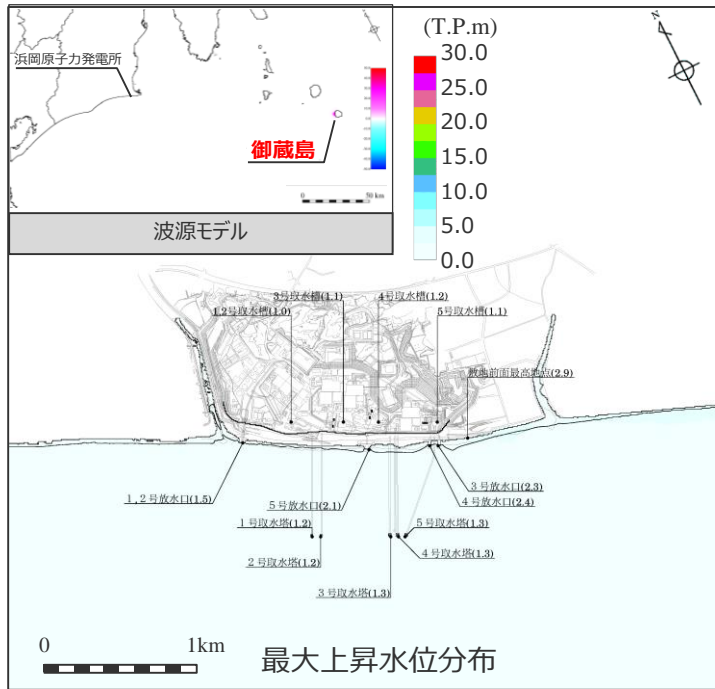 (T.P.m)
30.0
25.0
20.0
15.0
10.0
5.0
0.0
N
浜岡原子力発電所
御蔵島
0 50 km
波源モデル
3号取水槽(1.1)
4号取水槽(1.2)
1,2号取水槽(1.0)
5号取水槽(1.1)
敷地前面最高地点(2.9)
1,2号放水口(1.5)
5号放水口(2.1)
3号放水口(2.3)
4号放水口(2.4)
1号取水塔(1.2)
2号取水塔(1.2)
3号取水塔(1.3)
4号取水塔(1.3)
5号取水塔(1.3)
0 1km
最大上昇水位分布